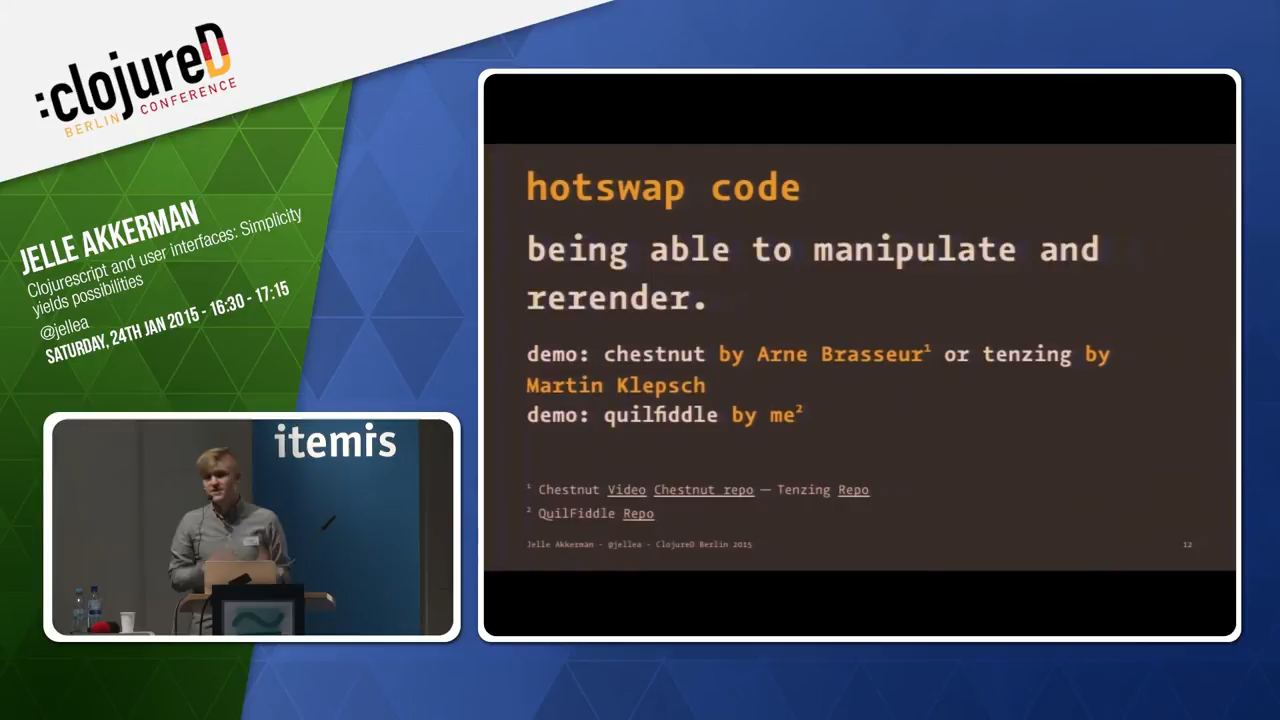 :clojureD
BERLIN CONFERENCE
JELLE AKKERMAN
Clojurescript and user interfaces: Simplicity
yields possibilities
@jellea
SATURDAY, 24TH JAN 2015 - 16:30 - 17:15
itemis
hotswap code
being able to manipulate and
rerender.
demo: chestnut by Arne Brasseur¹ or tenzing by
Martin Klepsch
demo: quilfiddle by me²
¹ Chestnut Video Chestnut repo — Tenzing Repo
² QuilFiddle Repo
Jelle Akkerman - @jellea - ClojureD Berlin 2015
12